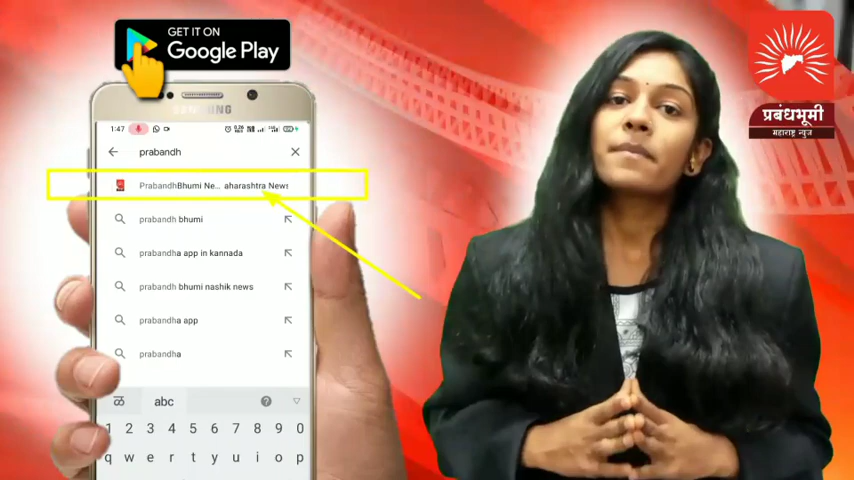 GET IT ON
Google Play
SAMSUNG
1:47
prabandh
PrabandhBhumi Ne... aharashtra News
prabandh bhumi
prabandha app in kannada
prabandh bhumi nashik news
prabandha app
prabandha
abc
1 2 3 4 5 6 7 8 9 0
q w e r t y u i o p
प्रबंधभूमी
महाराष्ट्र न्युज